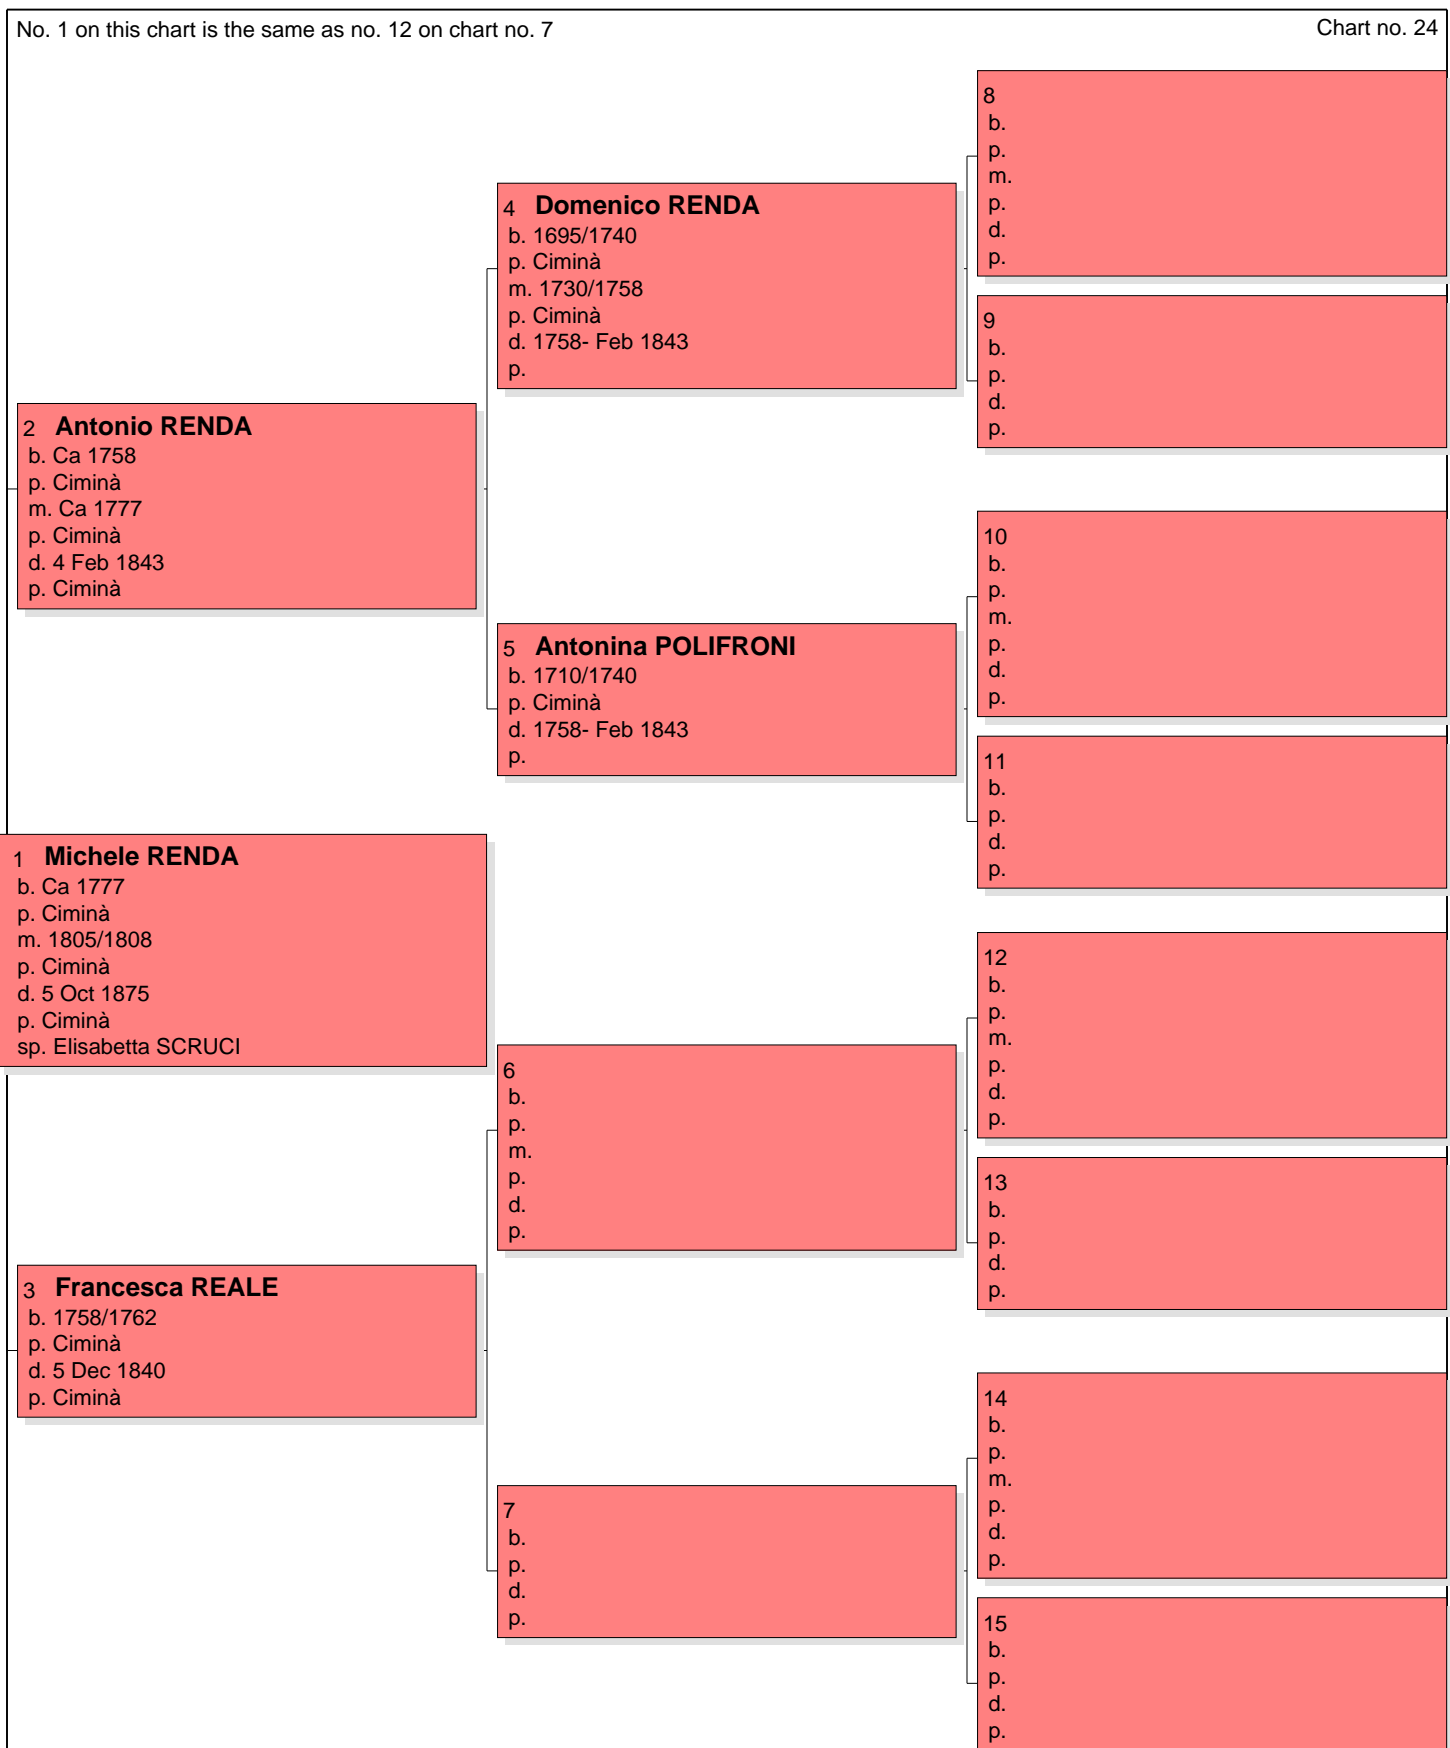 No. 1 on this chart is the same as no. 12 on chart no. 7
Chart no. 24
8
b.
p.
m.
p.
d.
p.
4 Domenico RENDA
b. 1695/1740
p. Ciminà
m. 1730/1758
p. Ciminà
d. 1758- Feb 1843
p.
9
b.
p.
d.
p.
2 Antonio RENDA
b. Ca 1758
p. Ciminà
m. Ca 1777
p. Ciminà
d. 4 Feb 1843
p. Ciminà
10
b.
p.
m.
p.
d.
p.
5 Antonina POLIFRONI
b. 1710/1740
p. Ciminà
d. 1758- Feb 1843
p.
11
b.
p.
d.
p.
1 Michele RENDA
b. Ca 1777
p. Ciminà
m. 1805/1808
p. Ciminà
d. 5 Oct 1875
p. Ciminà
sp. Elisabetta SCRUCI
12
b.
p.
m.
p.
d.
p.
6
b.
p.
m.
p.
d.
p.
13
b.
p.
d.
p.
3 Francesca REALE
b. 1758/1762
p. Ciminà
d. 5 Dec 1840
p. Ciminà
14
b.
p.
m.
p.
d.
p.
7
b.
p.
d.
p.
15
b.
p.
d.
p.